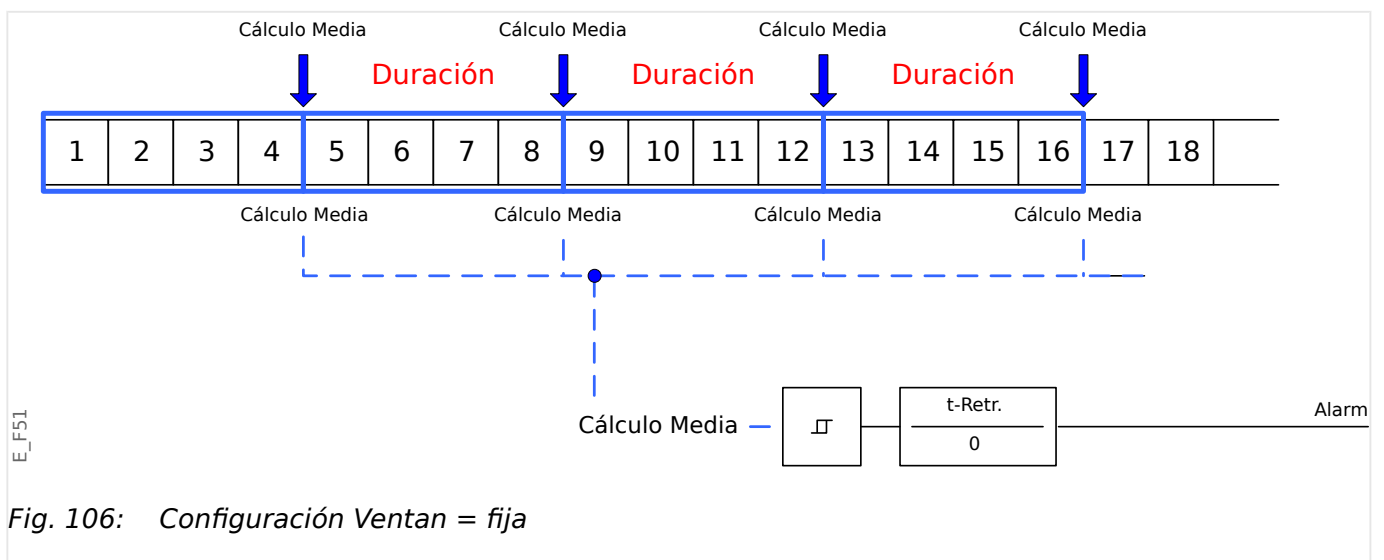 Cálculo Media Cálculo Media Cálculo Media Cálculo Media
Duración Duración Duración
1 2 3 4 5 6 7 8 9 10 11 12 13 14 15 16 17 18
Cálculo Media Cálculo Media Cálculo Media Cálculo Media
t-Retr.
Alarm
Cálculo Media
0
E_F51
Fig. 106: Configuración Ventan = fija